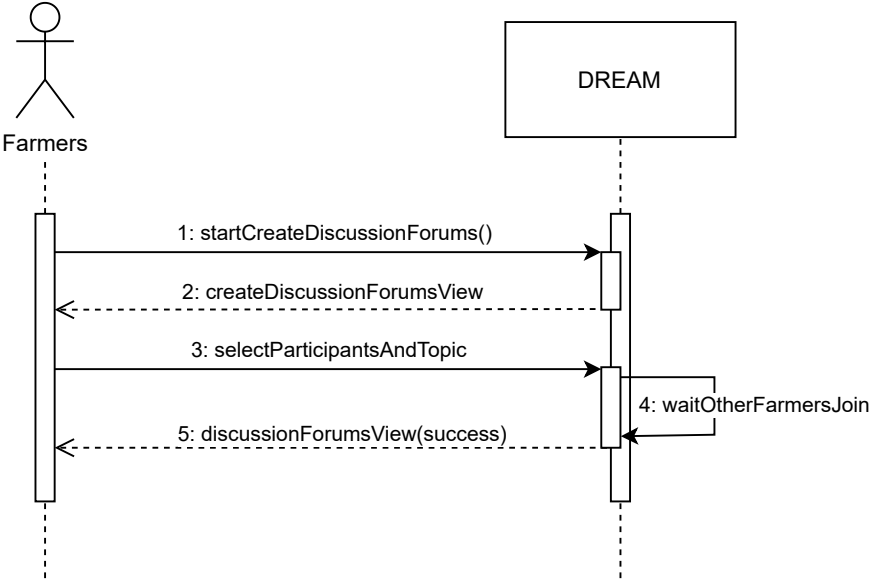 Farmers
DREAM
1: startCreateDiscussionForums()
2: createDiscussionForumsView
3: selectParticipantsAndTopic
4: waitOtherFarmersJoin
5: discussionForumsView(success)